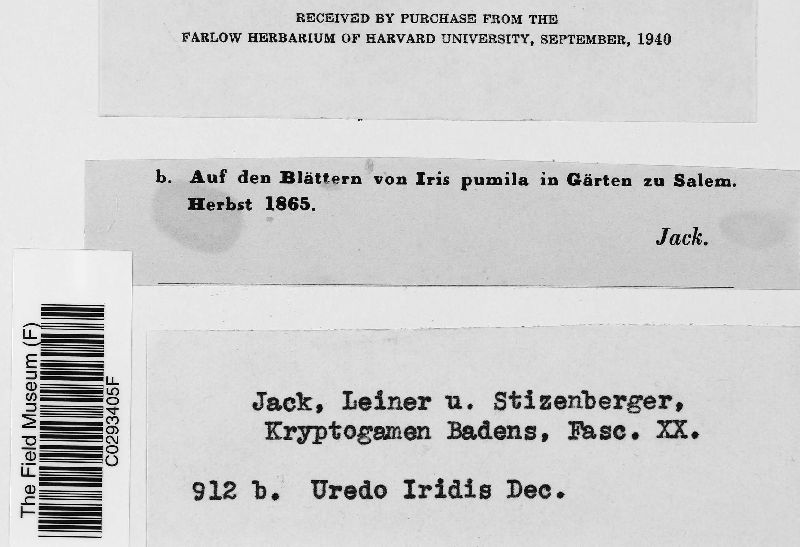 RECEIVED BY PURCHASE FROM THE
FARLOW HERBARIUM OF HARVARD UNIVERSITY, SEPTEMBER, 1940
b. Auf den Blättern von Iris pumila in Gärten zu Salem.
Herbst 1865.
Jack.
The Field Museum (F)
C0293405F
Jack, Leiner u. Stizenberger,
Kryptogamen Badens, Fasc. XX.
912 b. Uredo Iridis Dec.